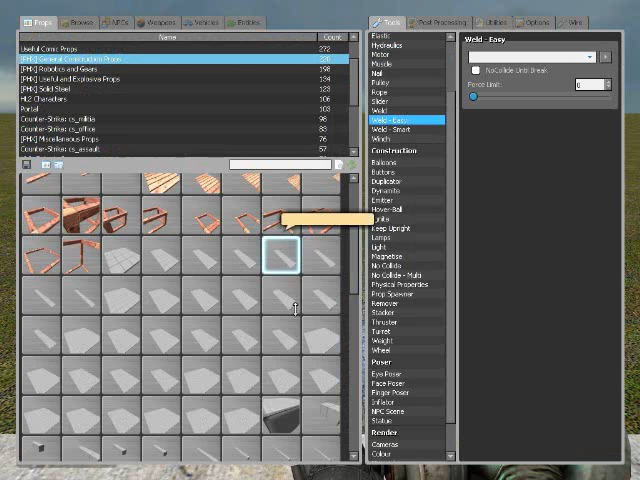 Props Browse NPCs Weapons Vehicles Entities
Name Count
Useful Comic Props 272
[PHX] General Construction Props 220
[PHX] Robotics and Gears 198
[PHX] Useful and Explosive Props 134
[PHX] Solid Steel 123
HL2 Characters 106
Portal 103
Counter-Strike: cs_militia 98
Counter-Strike: cs_office 83
[PHX] Miscellaneous Props 76
Counter-Strike: cs_assault 57
Tools Post Processing Utilities Options Wire
Elastic
Hydraulics
Motor
Muscle
Nail
Pulley
Rope
Slider
Weld
Weld - Easy
Weld - Smart
Winch
Construction
Balloons
Buttons
Duplicator
Dynamite
Emitter
Hover-Ball
Ignite
Keep Upright
Lamps
Light
Magnetise
No Collide
No Collide - Multi
Physical Properties
Prop Spawner
Remover
Stacker
Thruster
Turret
Weight
Wheel
Poser
Eye Poser
Face Poser
Finger Poser
Inflator
NPC Scene
Statue
Render
Cameras
Colour
Weld - Easy
NoCollide Until Break
Force Limit: 0